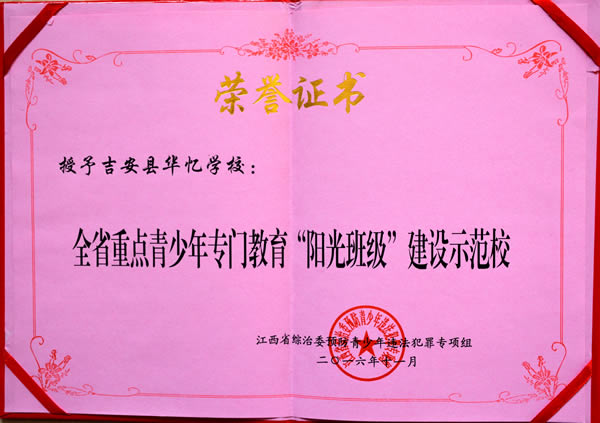 荣誉证书
授予吉安县华忆学校：
全省重点青少年专门教育“阳光班级”建设示范校
江西省综治委预防青少年违法犯罪专项组
二〇一六年十一月